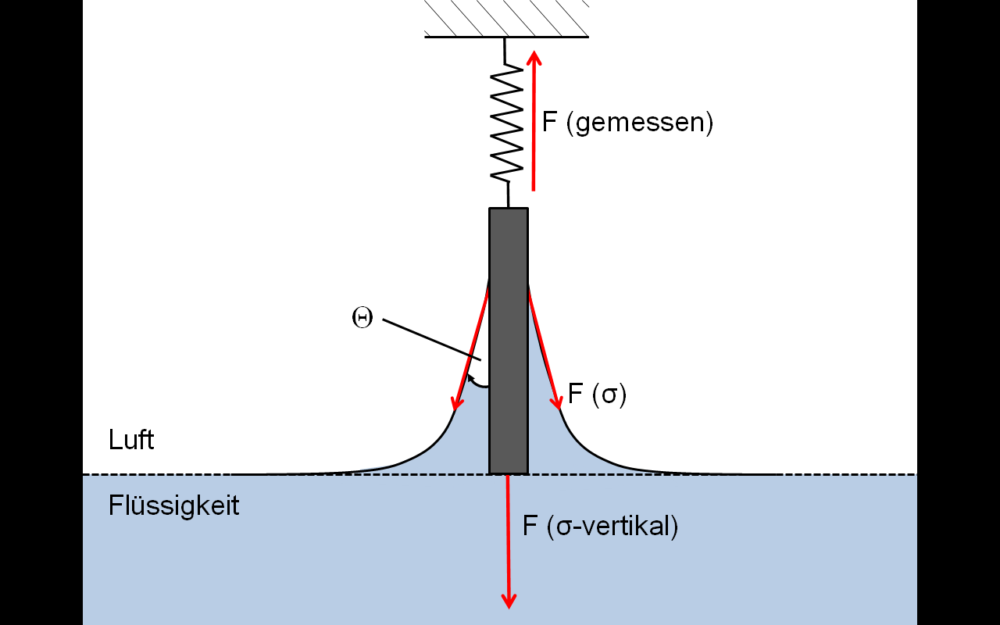 F (gemessen)
Θ
F (σ)
Luft
Flüssigkeit
F (σ-vertikal)